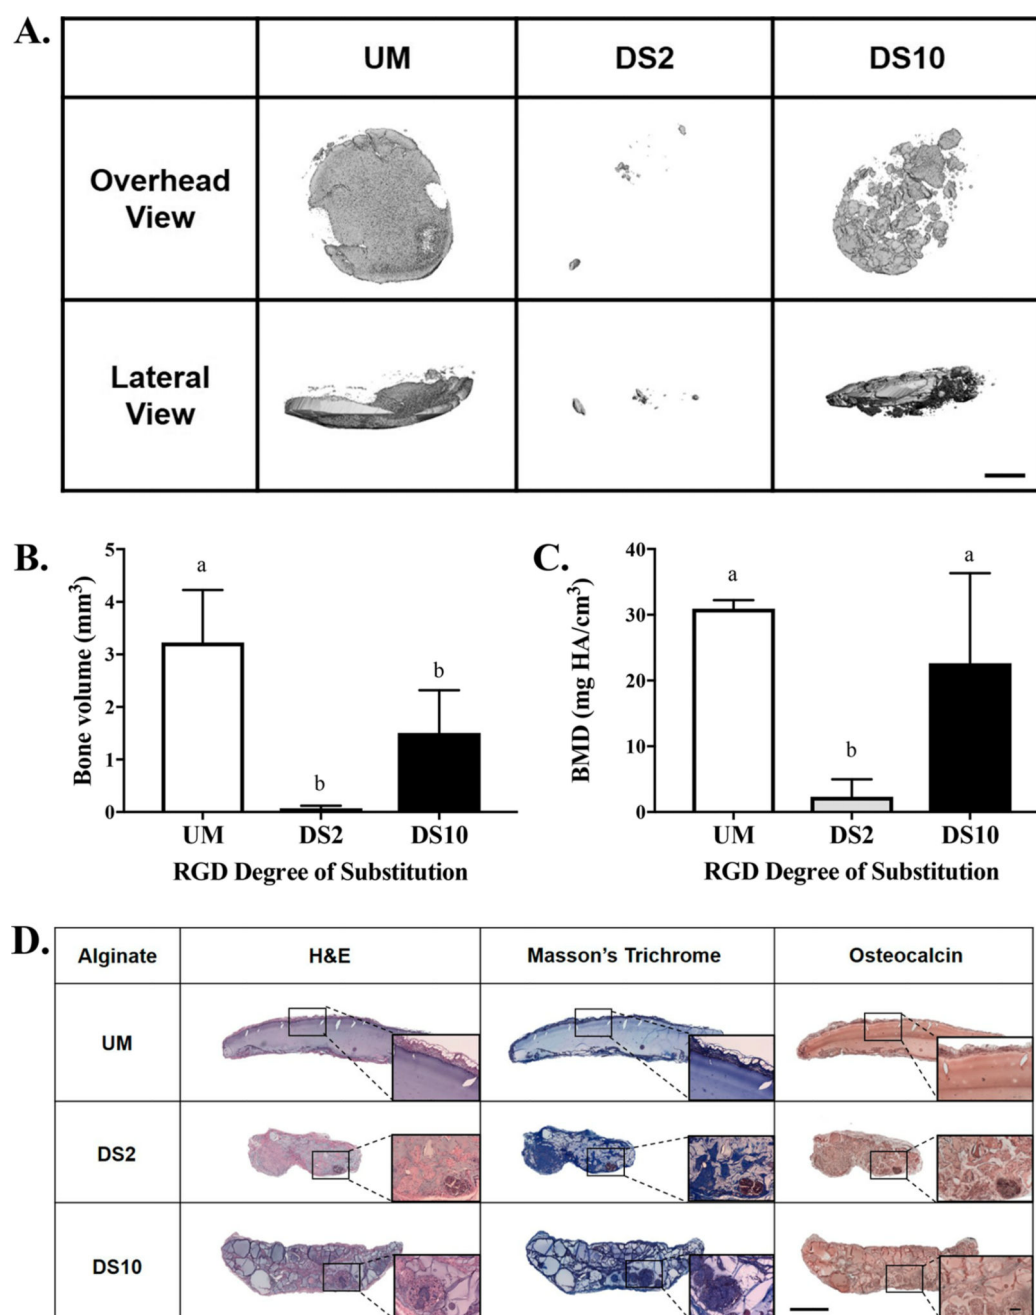 A.
UM DS2 DS10
Overhead
View
Lateral
View
B.
Bone volume (mm³)
5
4
3
2
1
0
a
b
b
UM DS2 DS10
RGD Degree of Substitution
C.
BMD (mg HA/cm³)
40
30
20
10
0
a
b
a
UM DS2 DS10
RGD Degree of Substitution
D.
Alginate H&E Masson's Trichrome Osteocalcin
UM
DS2
DS10